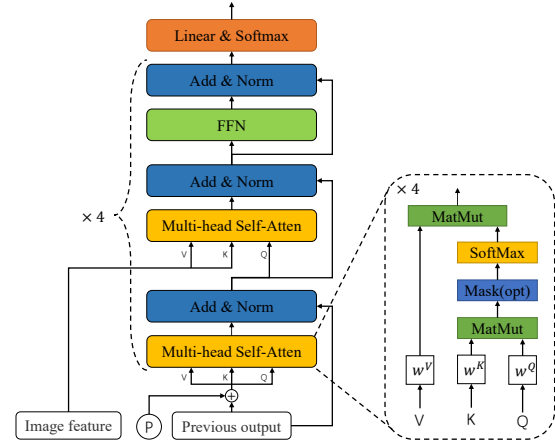 Linear & Softmax
Add & Norm
FFN
Add & Norm
× 4
Multi-head Self-Atten
V K Q
Add & Norm
Multi-head Self-Atten
V K Q
Image feature
P
+
Previous output
× 4
MatMut
SoftMax
Mask(opt)
MatMut
w^V w^K w^Q
V K Q